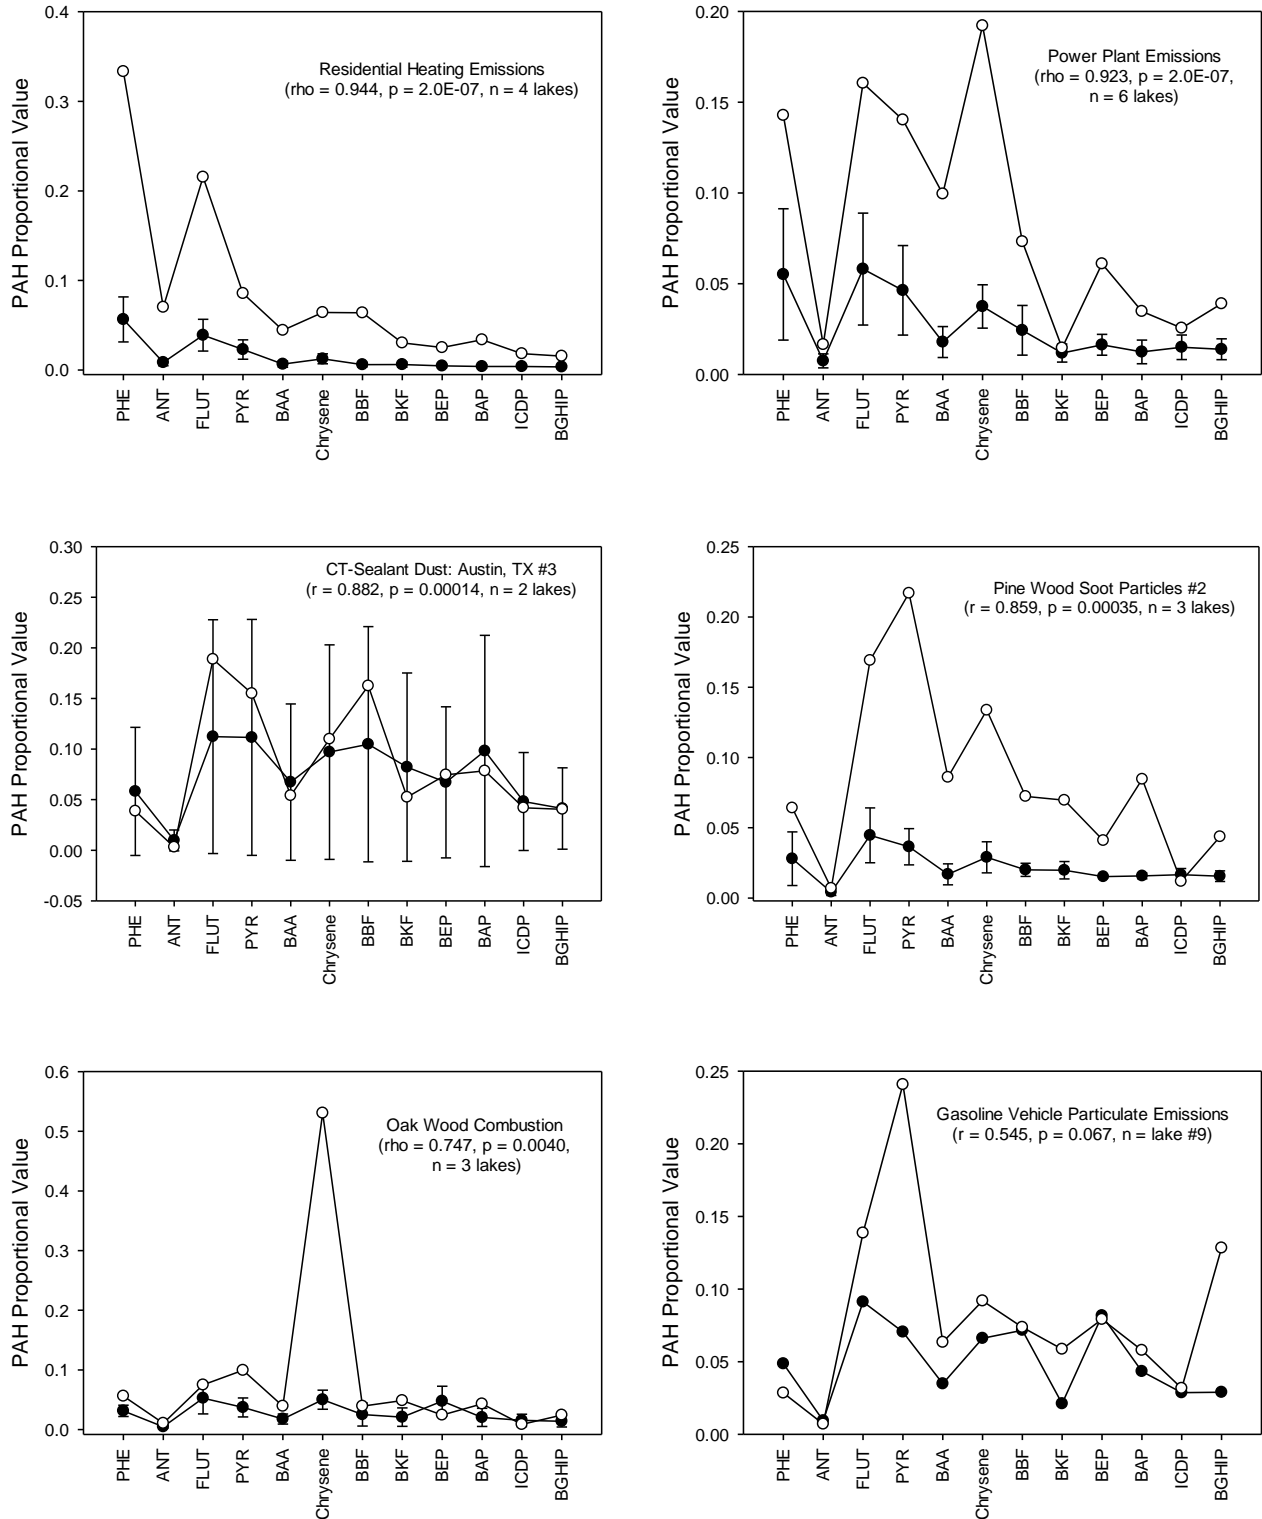 0.4
0.3
0.2
0.1
0.0
PAH Proportional Value
Residential Heating Emissions
(rho = 0.944, p = 2.0E-07, n = 4 lakes)
PHE
ANT
FLUT
PYR
BAA
Chrysene
BBF
BKF
BEP
BAP
ICDP
BGHIP
0.20
0.15
0.10
0.05
0.00
PAH Proportional Value
Power Plant Emissions
(rho = 0.923, p = 2.0E-07,
n = 6 lakes)
PHE
ANT
FLUT
PYR
BAA
Chrysene
BBF
BKF
BEP
BAP
ICDP
BGHIP
0.30
0.25
0.20
0.15
0.10
0.05
0.00
-0.05
PAH Proportional Value
CT-Sealant Dust: Austin, TX #3
(r = 0.882, p = 0.00014, n = 2 lakes)
PHE
ANT
FLUT
PYR
BAA
Chrysene
BBF
BKF
BEP
BAP
ICDP
BGHIP
0.25
0.20
0.15
0.10
0.05
0.00
PAH Proportional Value
Pine Wood Soot Particles #2
(r = 0.859, p = 0.00035, n = 3 lakes)
PHE
ANT
FLUT
PYR
BAA
Chrysene
BBF
BKF
BEP
BAP
ICDP
BGHIP
0.6
0.5
0.4
0.3
0.2
0.1
0.0
PAH Proportional Value
Oak Wood Combustion
(rho = 0.747, p = 0.0040,
n = 3 lakes)
PHE
ANT
FLUT
PYR
BAA
Chrysene
BBF
BKF
BEP
BAP
ICDP
BGHIP
0.25
0.20
0.15
0.10
0.05
0.00
PAH Proportional Value
Gasoline Vehicle Particulate Emissions
(r = 0.545, p = 0.067, n = lake #9)
PHE
ANT
FLUT
PYR
BAA
Chrysene
BBF
BKF
BEP
BAP
ICDP
BGHIP